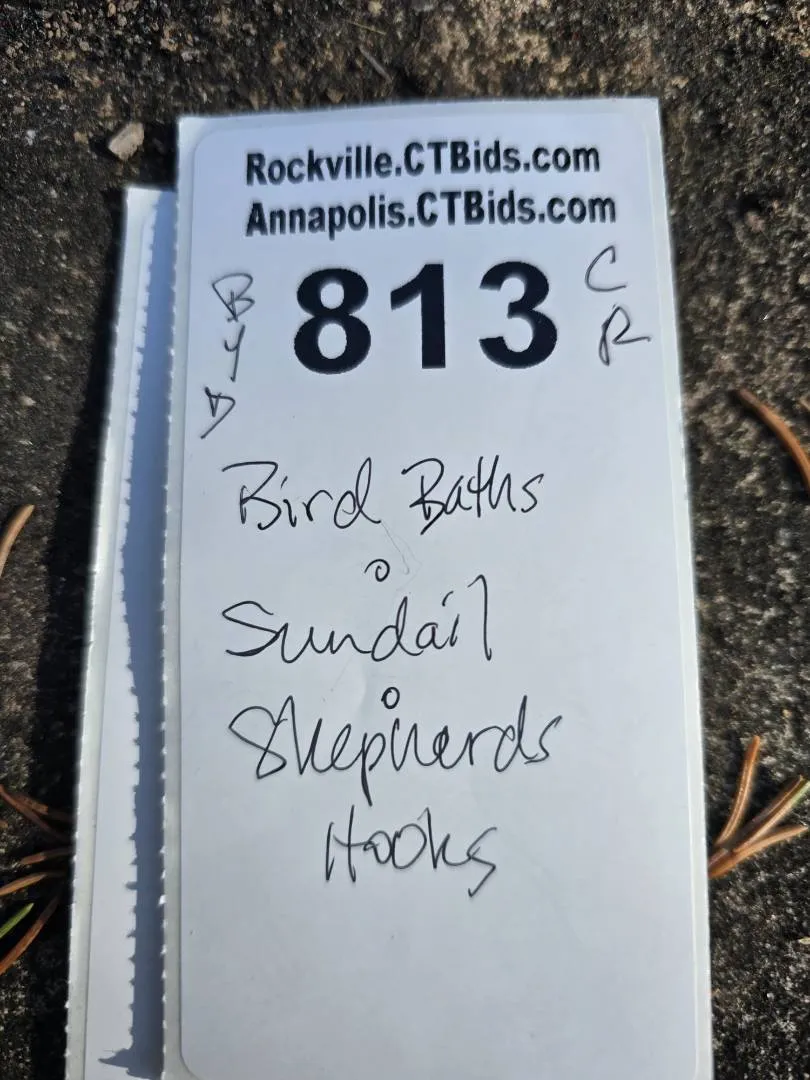 Rockville.CTBids.com
Annapolis.CTBids.com
B
Y
D
813
C
R
Bird Baths
Sundail
Shepherds
Hooks